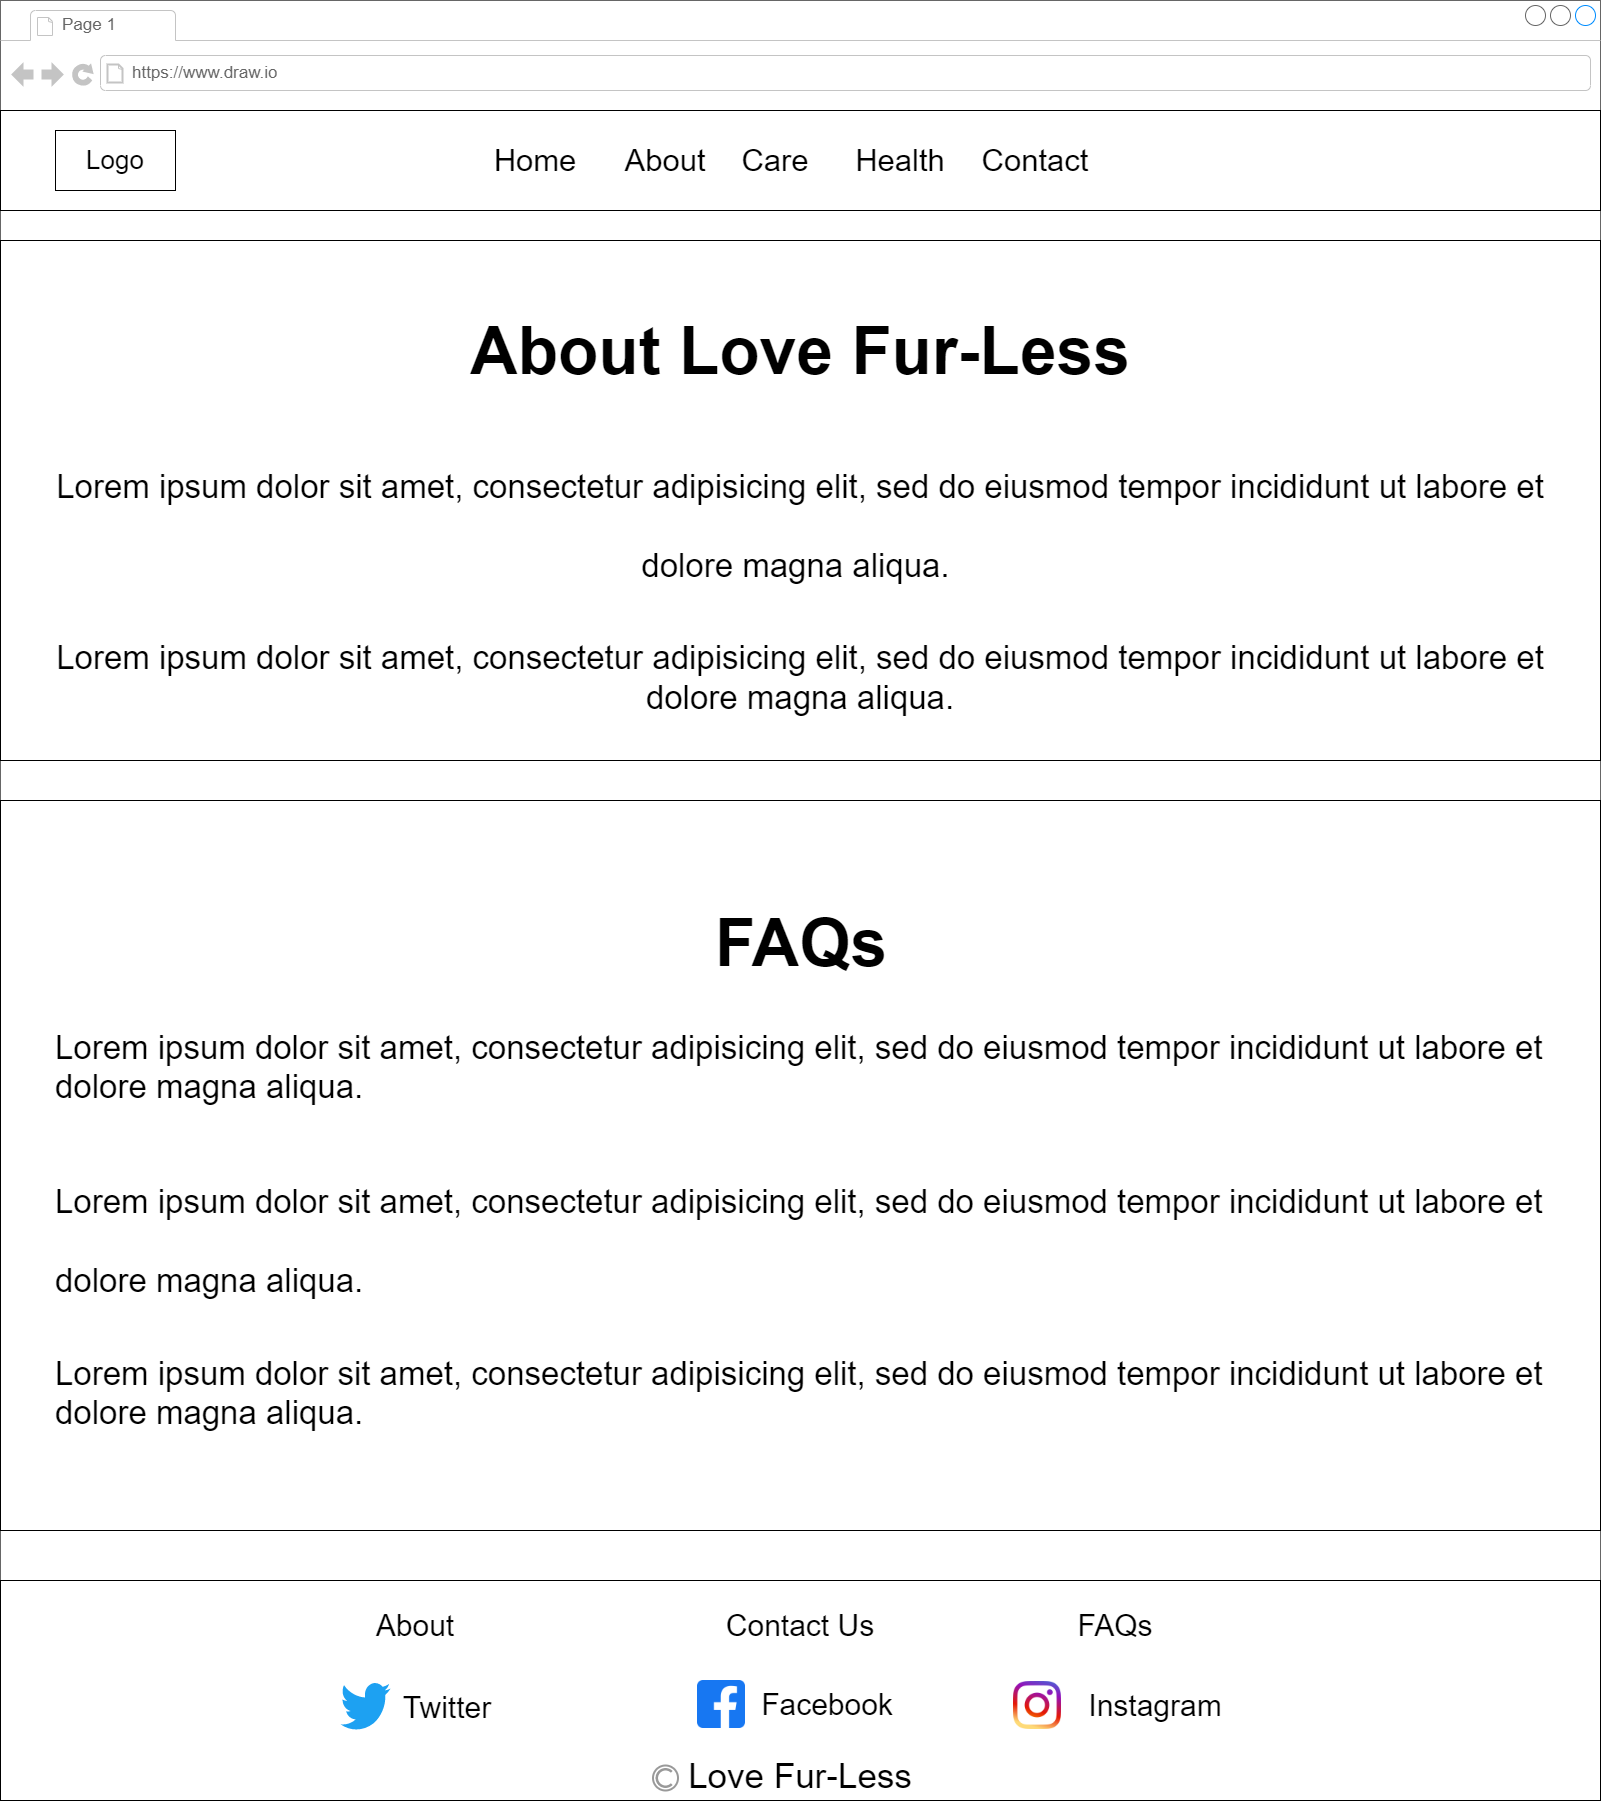 Page 1
https://www.draw.io
Logo
Home About Care Health Contact
About Love Fur-Less
Lorem ipsum dolor sit amet, consectetur adipisicing elit, sed do eiusmod tempor incididunt ut labore et
dolore magna aliqua.
Lorem ipsum dolor sit amet, consectetur adipisicing elit, sed do eiusmod tempor incididunt ut labore et
dolore magna aliqua.
FAQs
Lorem ipsum dolor sit amet, consectetur adipisicing elit, sed do eiusmod tempor incididunt ut labore et
dolore magna aliqua.
Lorem ipsum dolor sit amet, consectetur adipisicing elit, sed do eiusmod tempor incididunt ut labore et
dolore magna aliqua.
Lorem ipsum dolor sit amet, consectetur adipisicing elit, sed do eiusmod tempor incididunt ut labore et
dolore magna aliqua.
About Contact Us FAQs
Twitter Facebook Instagram
© Love Fur-Less